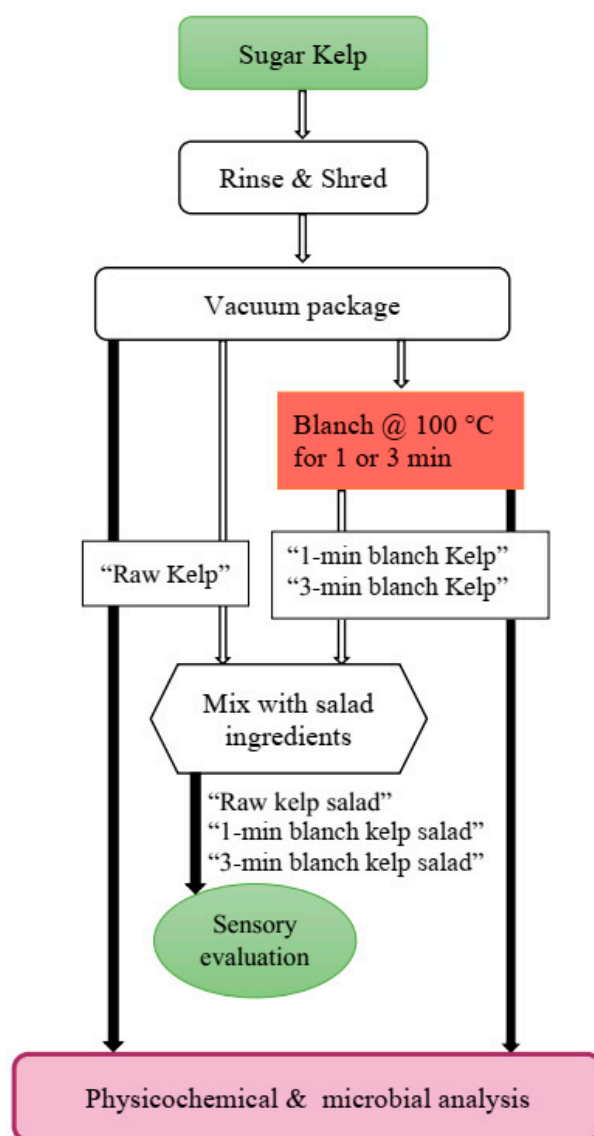 Sugar Kelp
Rinse & Shred
Vacuum package
Blanch @ 100 °C
for 1 or 3 min
“Raw Kelp”
“1-min blanch Kelp”
“3-min blanch Kelp”
Mix with salad
ingredients
“Raw kelp salad”
“1-min blanch kelp salad”
“3-min blanch kelp salad”
Sensory
evaluation
Physicochemical & microbial analysis